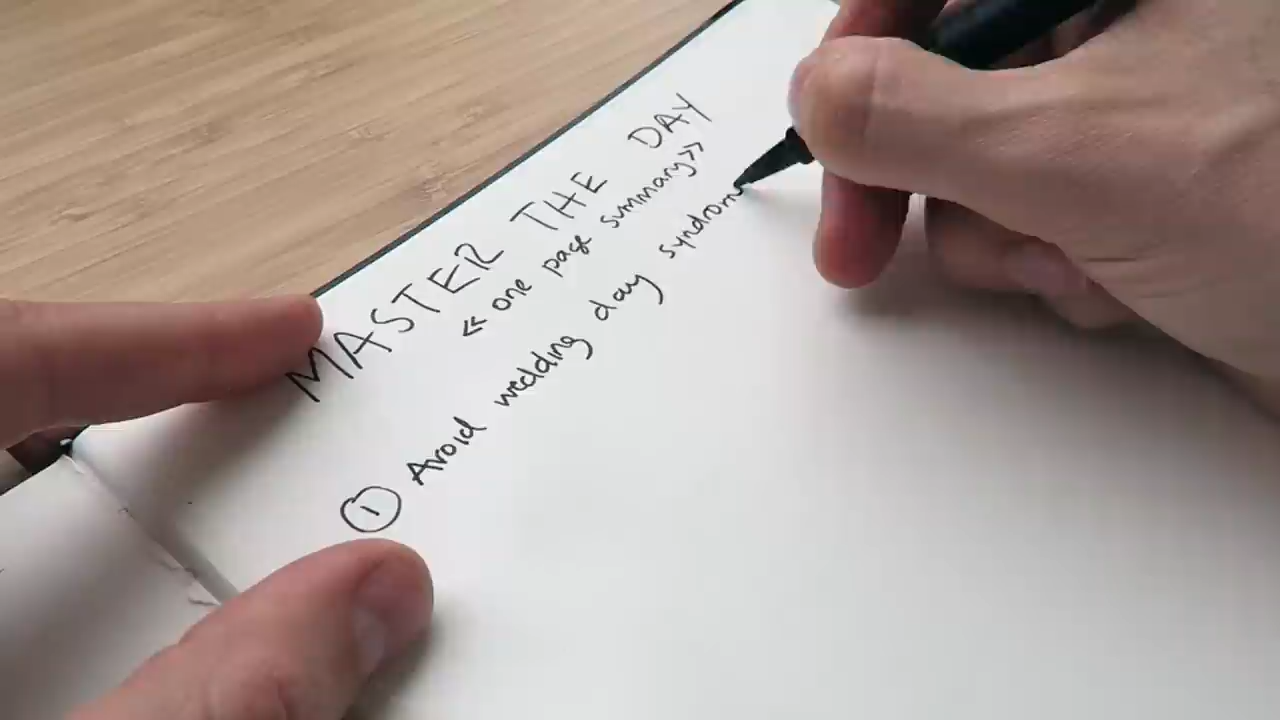 MASTER THE DAY
<< one page summary >>
① Avoid wedding day syndrom